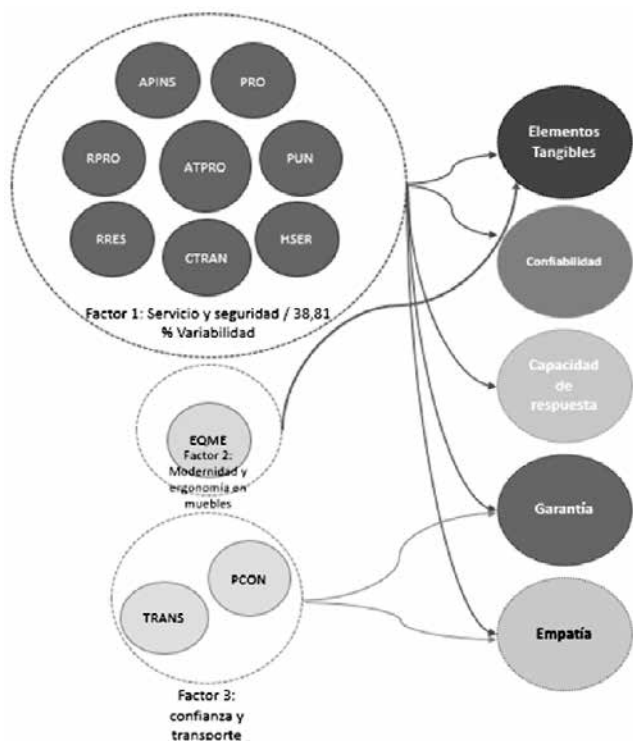 APINS
PRO
RPRO
ATPRO
PUN
RRES
CTRAN
HSER
Factor 1: Servicio y seguridad / 38,81
% Variabilidad
EQME
Factor 2:
Modernidad y
ergonomía en
muebles
PCON
TRANS
Factor 3:
confianza y
transporte
Elementos
Tangibles
Confiabilidad
Capacidad
de
respuesta
Garantía
Empatía